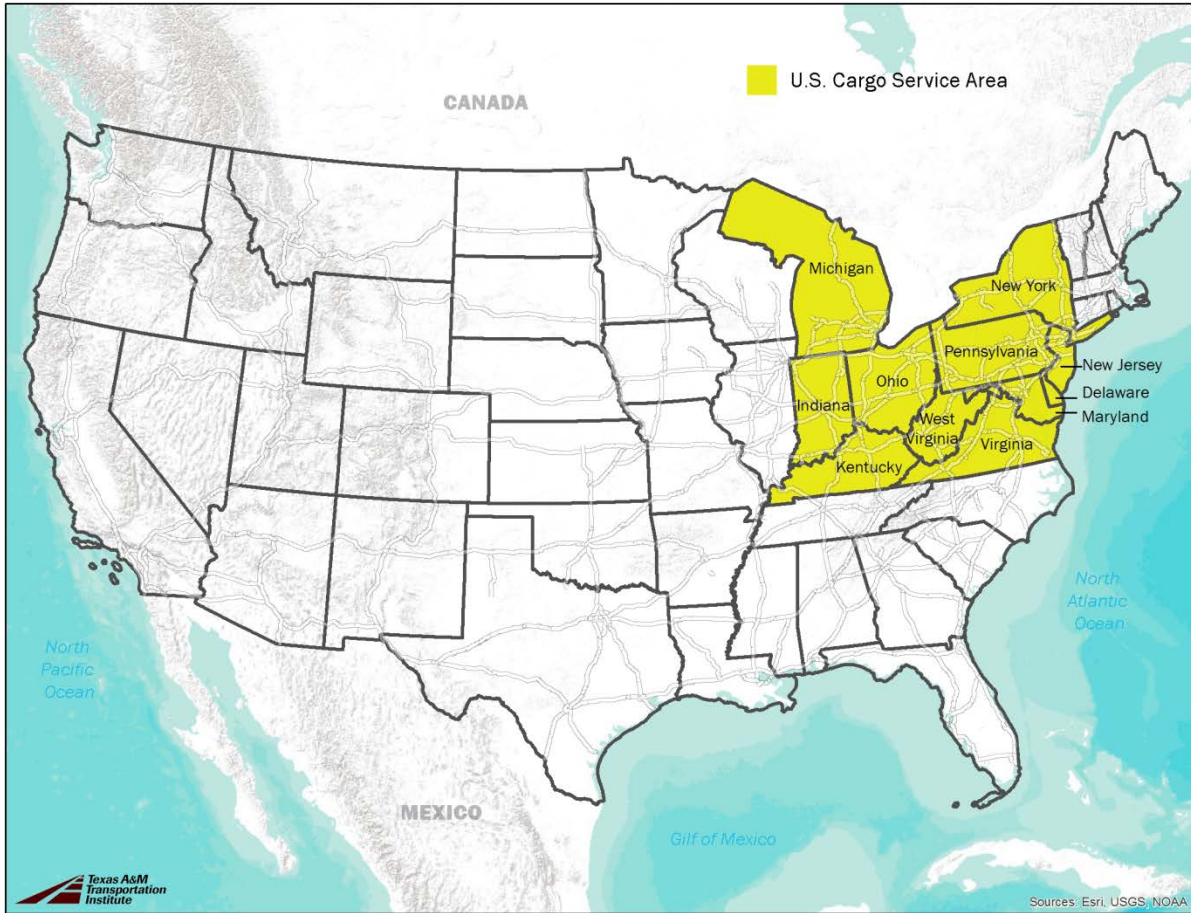 U.S. Cargo Service Area
CANADA
Michigan
New York
Pennsylvania
New Jersey
Ohio
Delaware
Indiana
Maryland
West
Virginia
Virginia
Kentucky
North
Atlantic
Ocean
North
Pacific
Ocean
MEXICO
Gilf of Mexico
Texas A&M
Transportation
Institute
Sources: Esri, USGS, NOAA